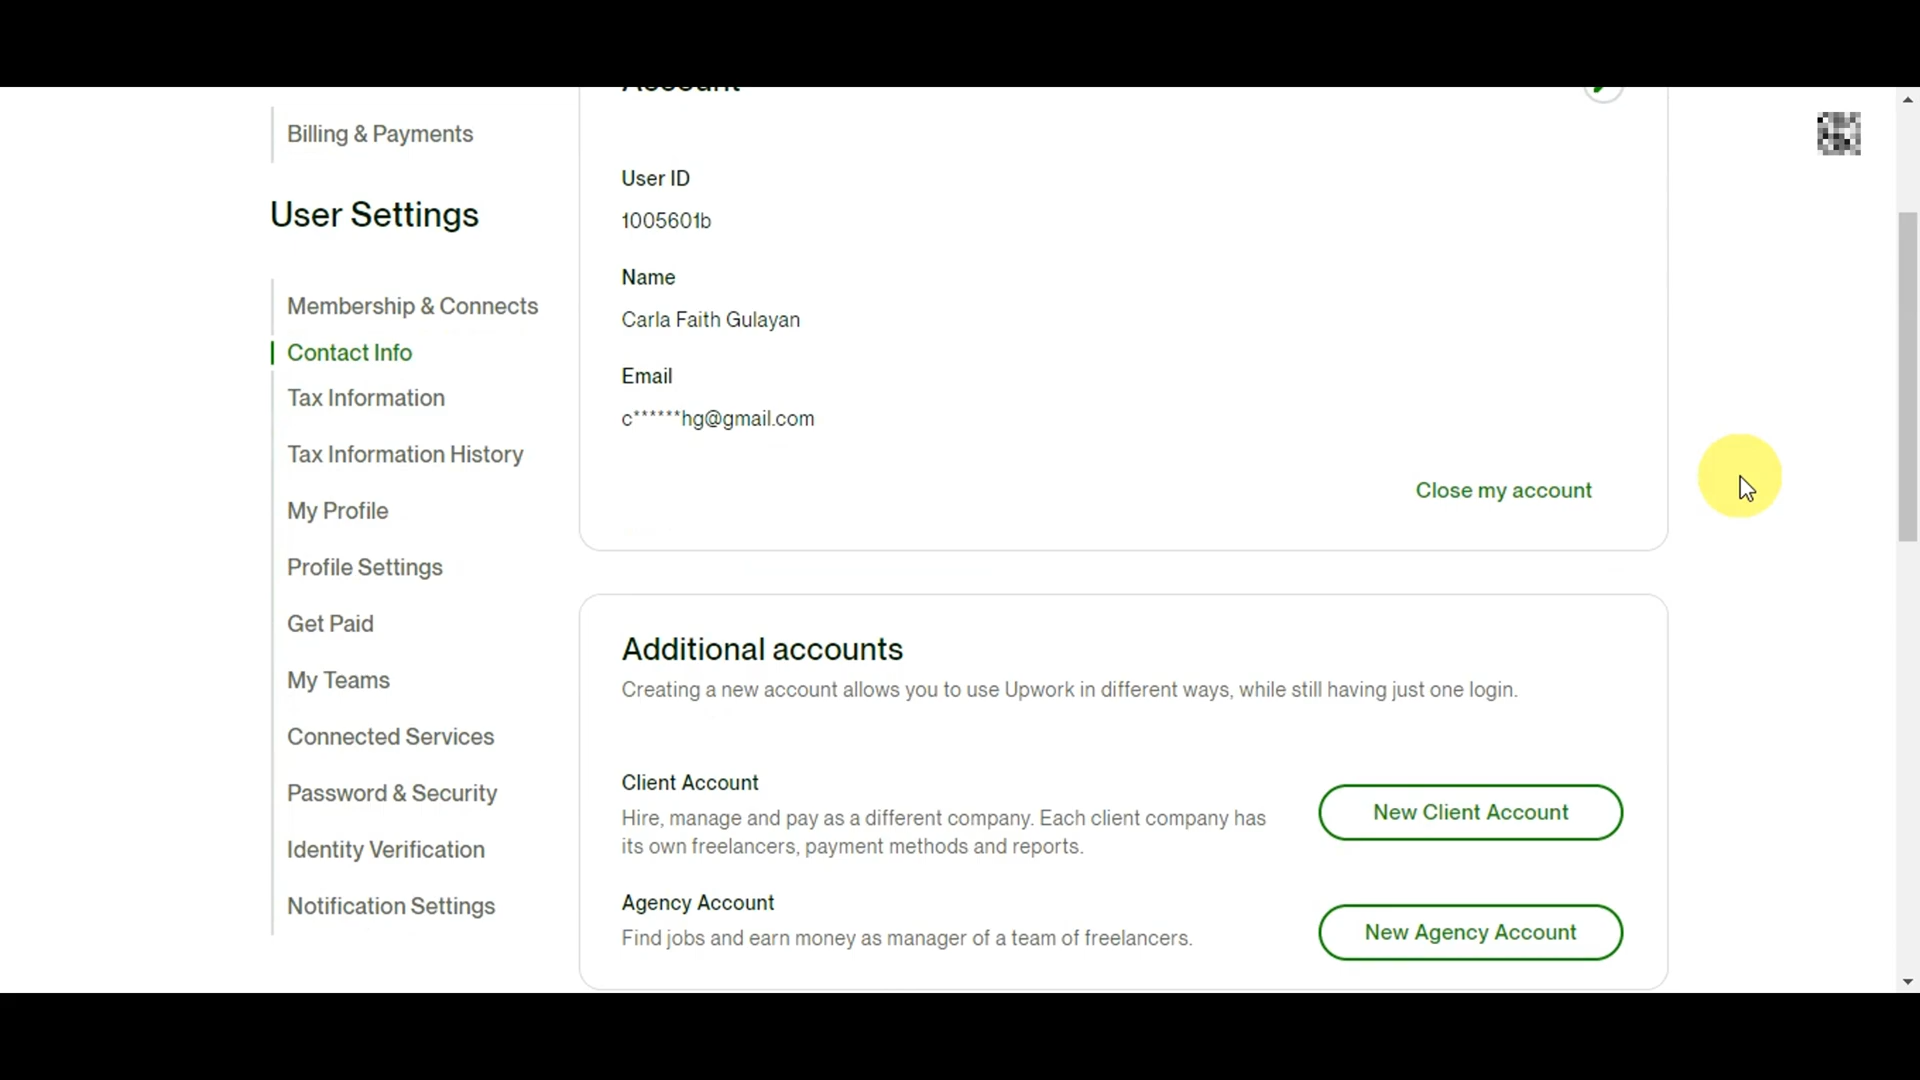 Account
Billing & Payments
User ID
1005601b
User Settings
Name
Carla Faith Gulayan
Membership & Connects
Contact Info
Email
c******hg@gmail.com
Tax Information
Tax Information History
Close my account
My Profile
Profile Settings
Get Paid
My Teams
Connected Services
Password & Security
Identity Verification
Notification Settings
Additional accounts
Creating a new account allows you to use Upwork in different ways, while still having just one login.
Client Account
Hire, manage and pay as a different company. Each client company has
its own freelancers, payment methods and reports.
New Client Account
Agency Account
Find jobs and earn money as manager of a team of freelancers.
New Agency Account